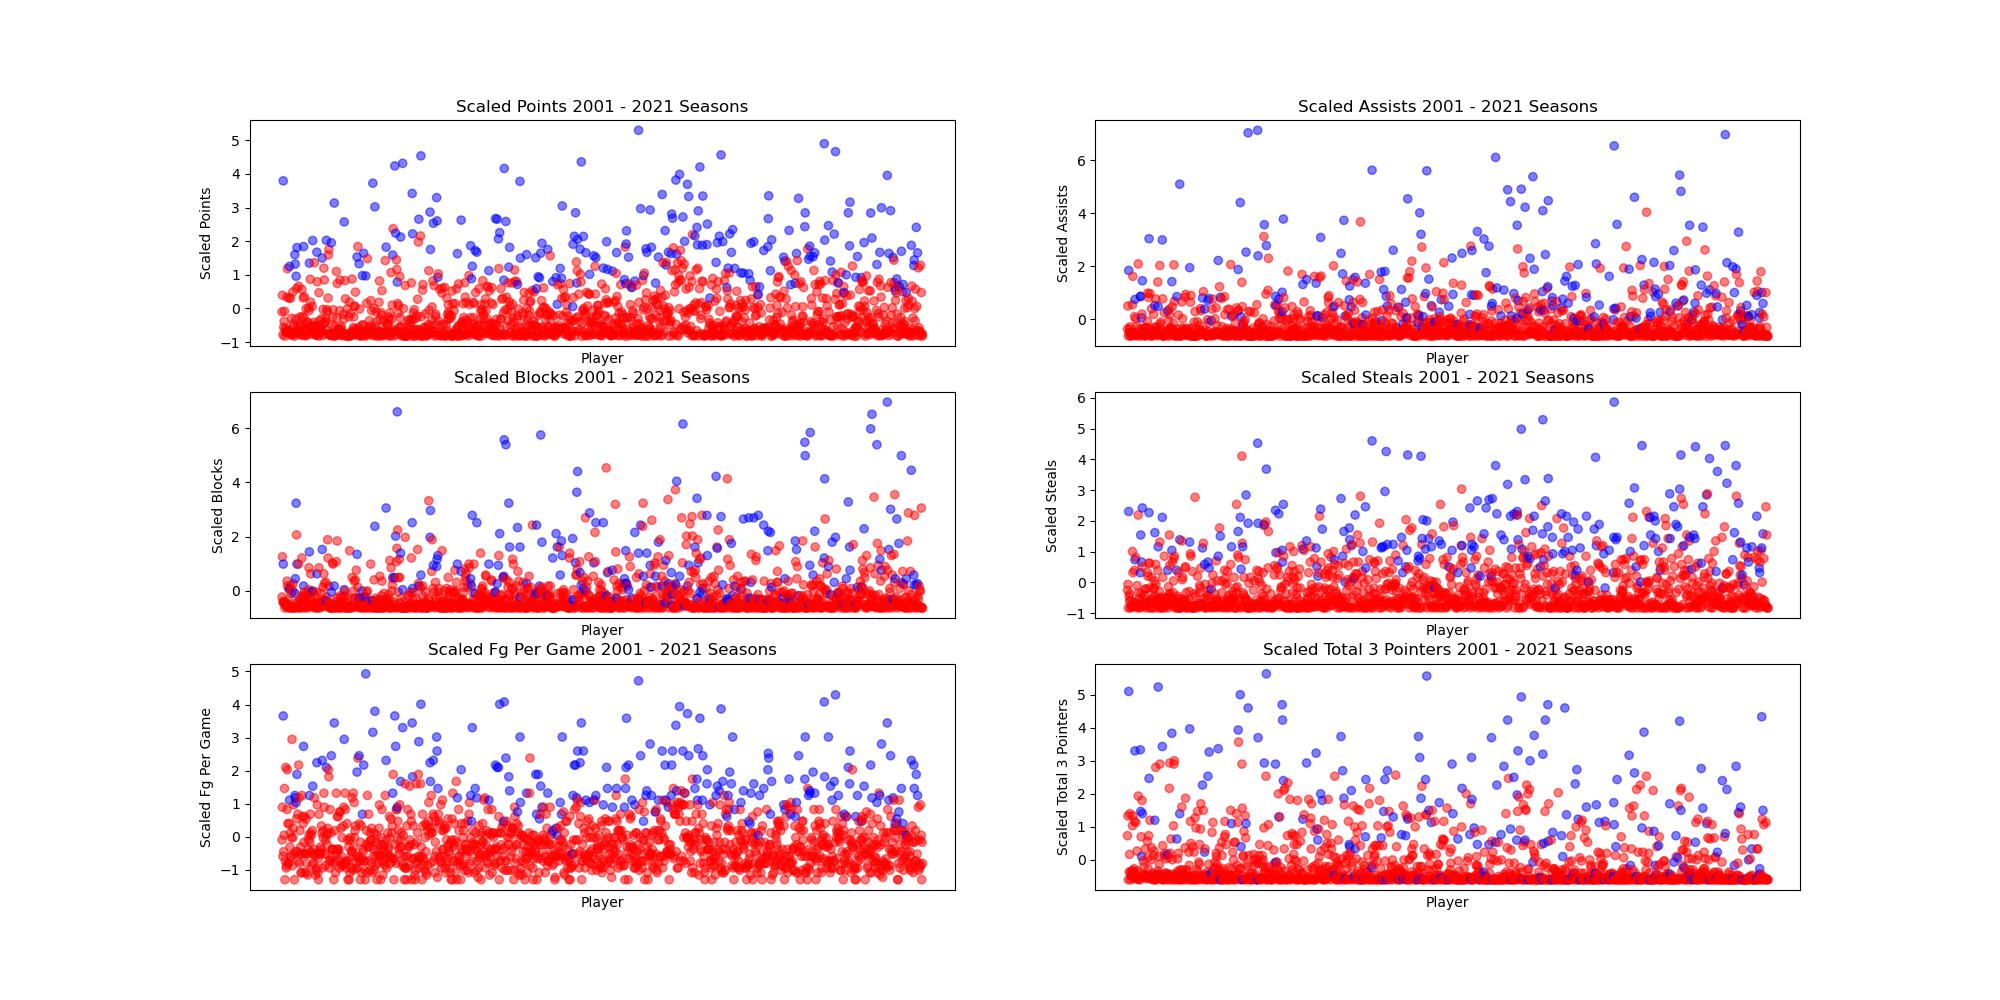 Scaled Points 2001 - 2021 Seasons
Scaled Points
5
4
3
2
1
0
−1
Player
Scaled Assists 2001 - 2021 Seasons
Scaled Assists
6
4
2
0
Player
Scaled Blocks 2001 - 2021 Seasons
Scaled Blocks
6
4
2
0
Player
Scaled Steals 2001 - 2021 Seasons
Scaled Steals
6
5
4
3
2
1
0
−1
Player
Scaled Fg Per Game 2001 - 2021 Seasons
Scaled Fg Per Game
5
4
3
2
1
0
−1
Player
Scaled Total 3 Pointers 2001 - 2021 Seasons
Scaled Total 3 Pointers
5
4
3
2
1
0
Player